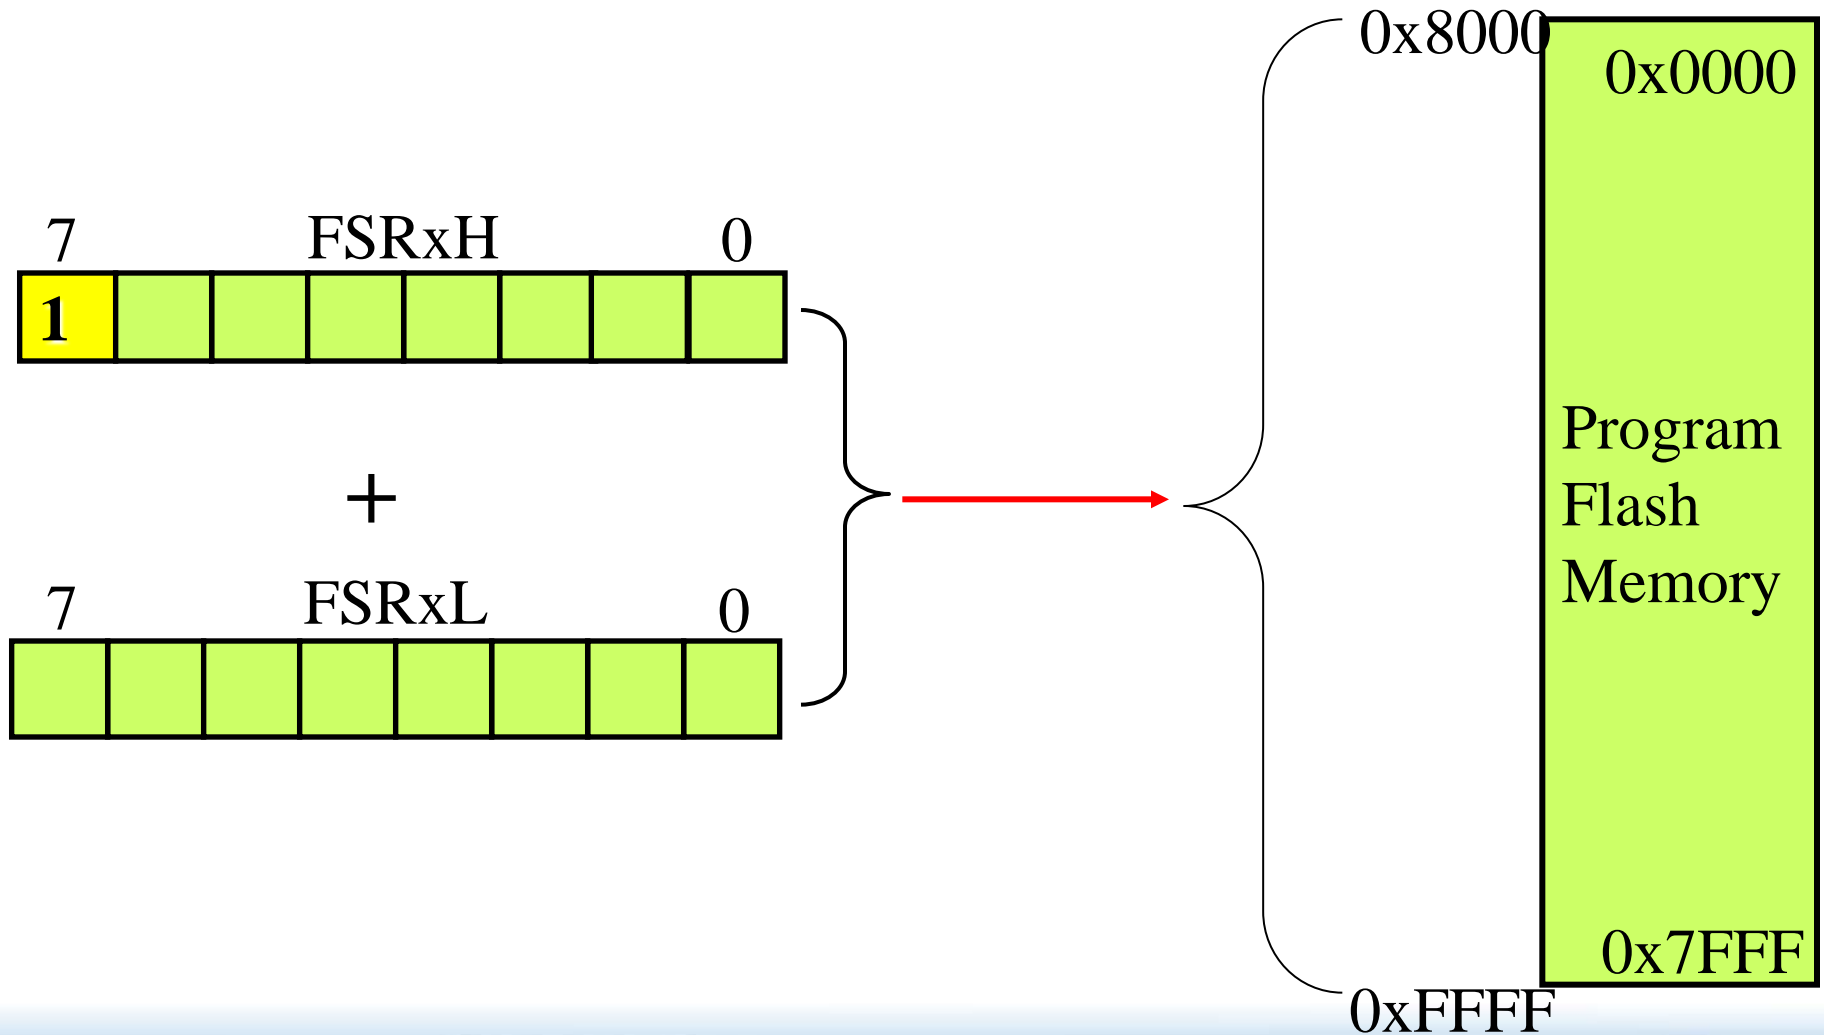 0x8000
0x0000
7 FSRxH 0
1
+
7 FSRxL 0
Program
Flash
Memory
0x7FFF
0xFFFF